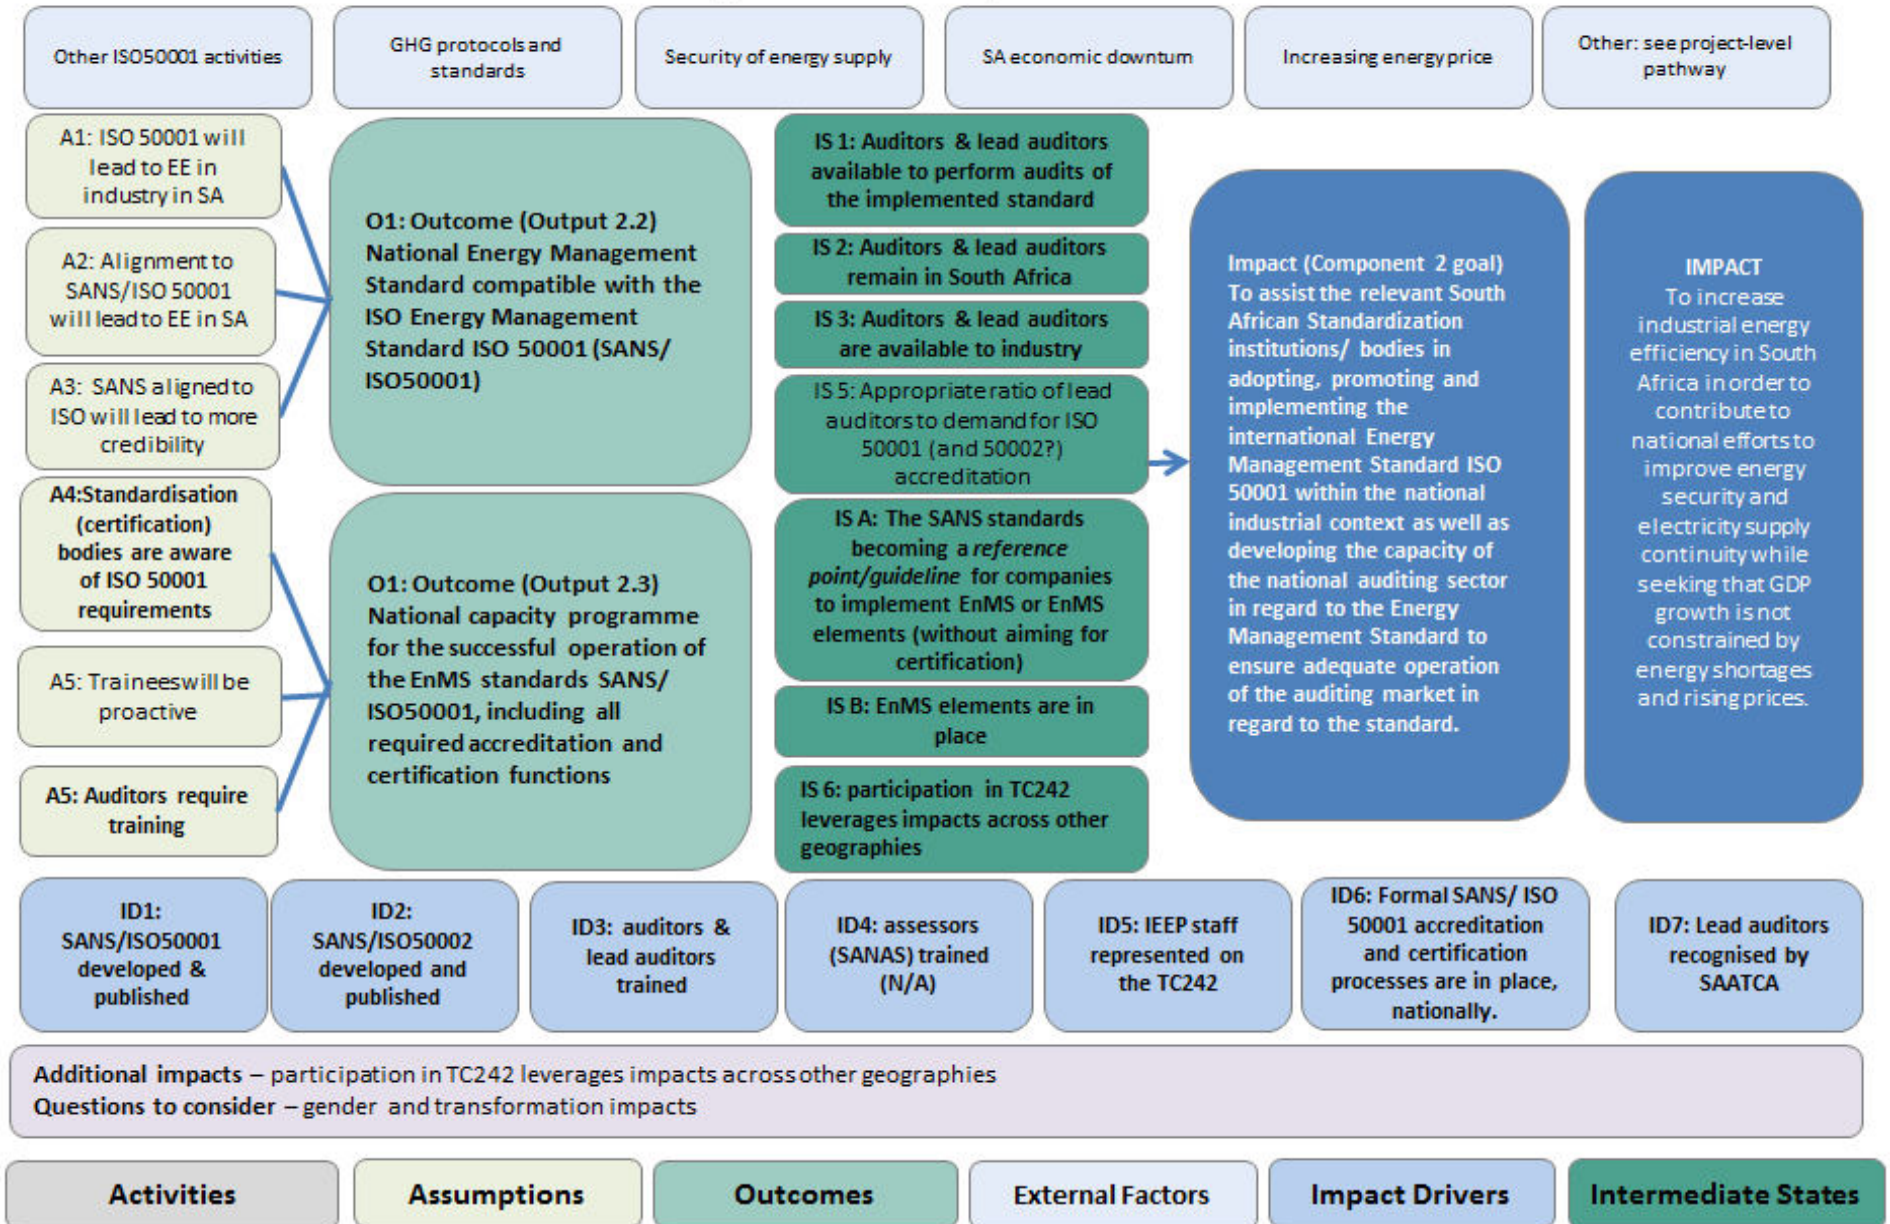 Other ISO50001 activities
GHG protocols and
standards
Security of energy supply
SA economic downturn
Increasing energy price
Other: see project-level
pathway
A1: ISO 50001 will
lead to EE in
industry in SA
A2: Alignment to
SANS/ISO 50001
will lead to EE in SA
A3: SANS aligned to
ISO will lead to more
credibility
A4:Standardisation
(certification)
bodies are aware
of ISO 50001
requirements
A5: Trainees will be
proactive
A5: Auditors require
training
O1: Outcome (Output 2.2)
National Energy Management
Standard compatible with the
ISO Energy Management
Standard ISO 50001 (SANS/
ISO50001)
O1: Outcome (Output 2.3)
National capacity programme
for the successful operation of
the EnMS standards SANS/
ISO50001, including all
required accreditation and
certification functions
IS 1: Auditors & lead auditors
available to perform audits of
the implemented standard
IS 2: Auditors & lead auditors
remain in South Africa
IS 3: Auditors & lead auditors
are available to industry
IS 5: Appropriate ratio of lead
auditors to demand for ISO
50001 (and 50002?)
accreditation
IS A: The SANS standards
becoming a reference
point/guideline for companies
to implement EnMS or EnMS
elements (without aiming for
certification)
IS B: EnMS elements are in
place
IS 6: participation in TC242
leverages impacts across other
geographies
Impact (Component 2 goal)
To assist the relevant South
African Standardization
institutions/ bodies in
adopting, promoting and
implementing the
international Energy
Management Standard ISO
50001 within the national
industrial context as well as
developing the capacity of
the national auditing sector
in regard to the Energy
Management Standard to
ensure adequate operation
of the auditing market in
regard to the standard.
IMPACT
To increase
industrial energy
efficiency in South
Africa in order to
contribute to
national efforts to
improve energy
security and
electricity supply
continuity while
seeking that GDP
growth is not
constrained by
energy shortages
and rising prices.
ID1:
SANS/ISO50001
developed &
published
ID2:
SANS/ISO50002
developed and
published
ID3: auditors &
lead auditors
trained
ID4: assessors
(SANAS) trained
(N/A)
ID5: IEEP staff
represented on
the TC242
ID6: Formal SANS/ ISO
50001 accreditation
and certification
processes are in place,
nationally.
ID7: Lead auditors
recognised by
SAATCA
Additional impacts – participation in TC242 leverages impacts across other geographies
Questions to consider – gender and transformation impacts
Activities
Assumptions
Outcomes
External Factors
Impact Drivers
Intermediate States